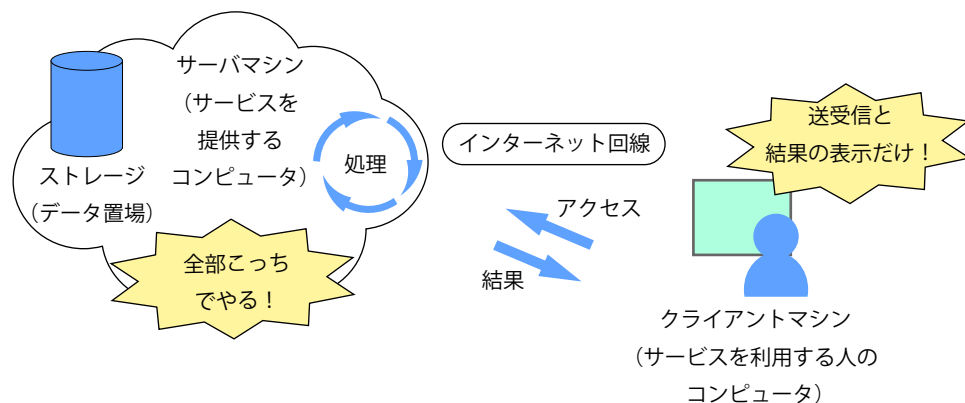 サーバマシン
（サービスを
提供する
コンピュータ）
ストレージ
（データ置場）
処理
全部こっち
でやる！
インターネット回線
アクセス
結果
送受信と
結果の表示だけ！
クライアントマシン
（サービスを利用する人の
コンピュータ）